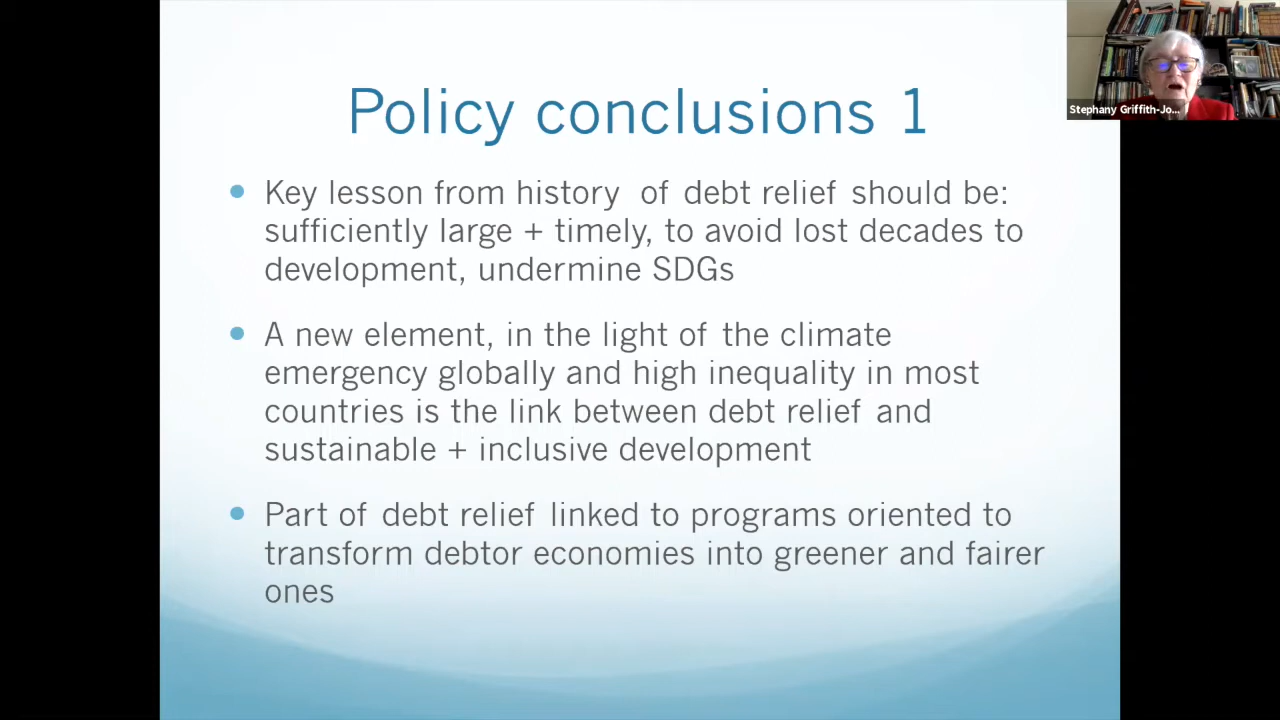 Policy conclusions 1
Key lesson from history of debt relief should be:
sufficiently large + timely, to avoid lost decades to
development, undermine SDGs
A new element, in the light of the climate
emergency globally and high inequality in most
countries is the link between debt relief and
sustainable + inclusive development
Part of debt relief linked to programs oriented to
transform debtor economies into greener and fairer
ones
Stephany Griffith-Jo...